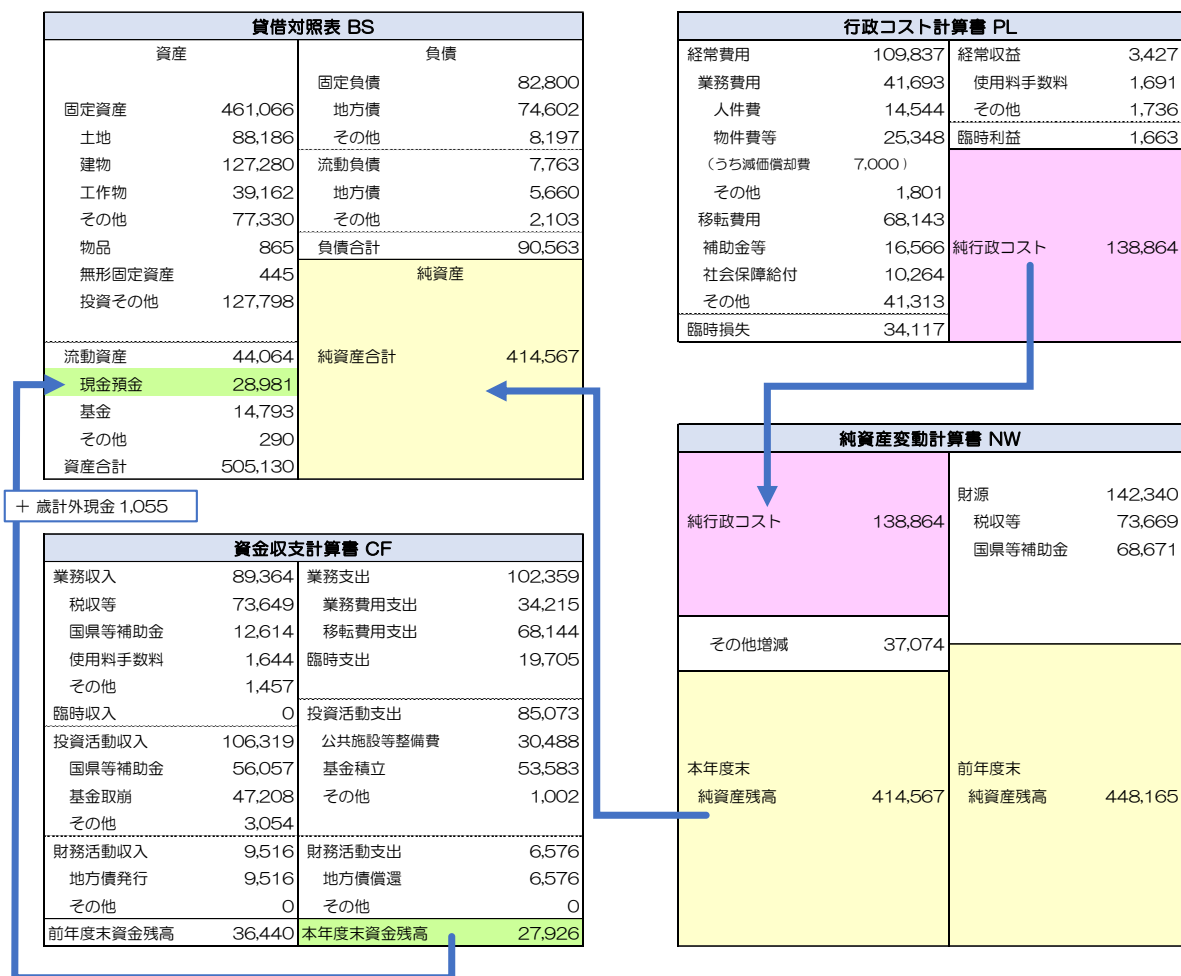 貸借対照表 BS
資産 負債
固定負債 82,800
固定資産 461,066 地方債 74,602
土地 88,186 その他 8,197
建物 127,280 流動負債 7,763
工作物 39,162 地方債 5,660
その他 77,330 その他 2,103
物品 865 負債合計 90,563
無形固定資産 445 純資産
投資その他 127,798
流動資産 44,064 純資産合計 414,567
現金預金 28,981
基金 14,793
その他 290
資産合計 505,130
＋ 歳計外現金 1,055
資金収支計算書 CF
業務収入 89,364 業務支出 102,359
税収等 73,649 業務費用支出 34,215
国県等補助金 12,614 移転費用支出 68,144
使用料手数料 1,644 臨時支出 19,705
その他 1,457
臨時収入 0 投資活動支出 85,073
投資活動収入 106,319 公共施設等整備費 30,488
国県等補助金 56,057 基金積立 53,583
基金取崩 47,208 その他 1,002
その他 3,054
財務活動収入 9,516 財務活動支出 6,576
地方債発行 9,516 地方債償還 6,576
その他 0 その他 0
前年度末資金残高 36,440 本年度末資金残高 27,926
行政コスト計算書 PL
経常費用 109,837 経常収益 3,427
業務費用 41,693 使用料手数料 1,691
人件費 14,544 その他 1,736
物件費等 25,348 臨時利益 1,663
（うち減価償却費 7,000）
その他 1,801
移転費用 68,143
補助金等 16,566 純行政コスト 138,864
社会保障給付 10,264
その他 41,313
臨時損失 34,117
純資産変動計算書 NW
財源 142,340
純行政コスト 138,864 税収等 73,669
国県等補助金 68,671
その他増減 37,074
本年度末 前年度末
純資産残高 414,567 純資産残高 448,165